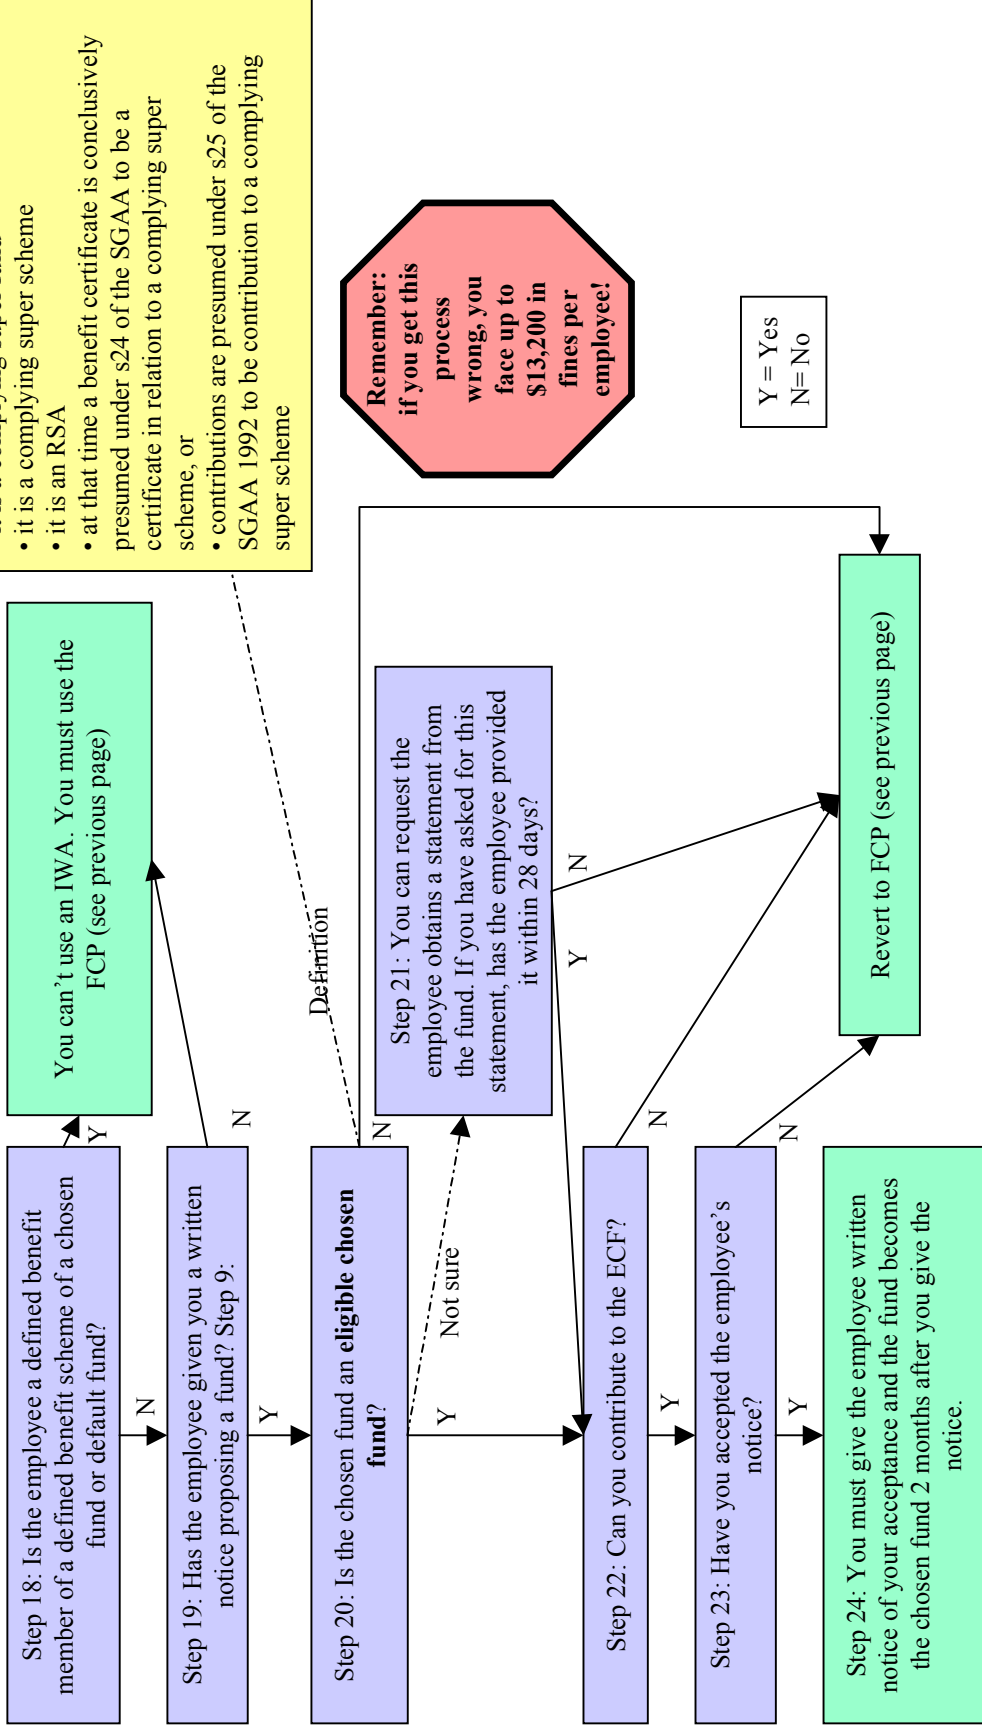 Step 18: Is the employee a defined benefit
member of a defined benefit scheme of a chosen
fund or default fund?
Y
You can't use an IWA. You must use the
FCP (see previous page)
N
Step 19: Has the employee given you a written
notice proposing a fund? Step 9:
N
Y
Step 20: Is the chosen fund an eligible chosen
fund?
N
Definition
• it is a complying super scheme
• it is an RSA
• at that time a benefit certificate is conclusively
presumed under s24 of the SGAA to be a
certificate in relation to a complying super
scheme, or
• contributions are presumed under s25 of the
SGAA 1992 to be contribution to a complying
super scheme
Not sure
Y
Step 21: You can request the
employee obtains a statement from
the fund. If you have asked for this
statement, has the employee provided
it within 28 days?
Y
N
Step 22: Can you contribute to the ECF?
N
Y
Step 23: Have you accepted the employee's
notice?
N
Y
Step 24: You must give the employee written
notice of your acceptance and the fund becomes
the chosen fund 2 months after you give the
notice.
Revert to FCP (see previous page)
Remember:
if you get this
process
wrong, you
face up to
$13,200 in
fines per
employee!
Y = Yes
N= No